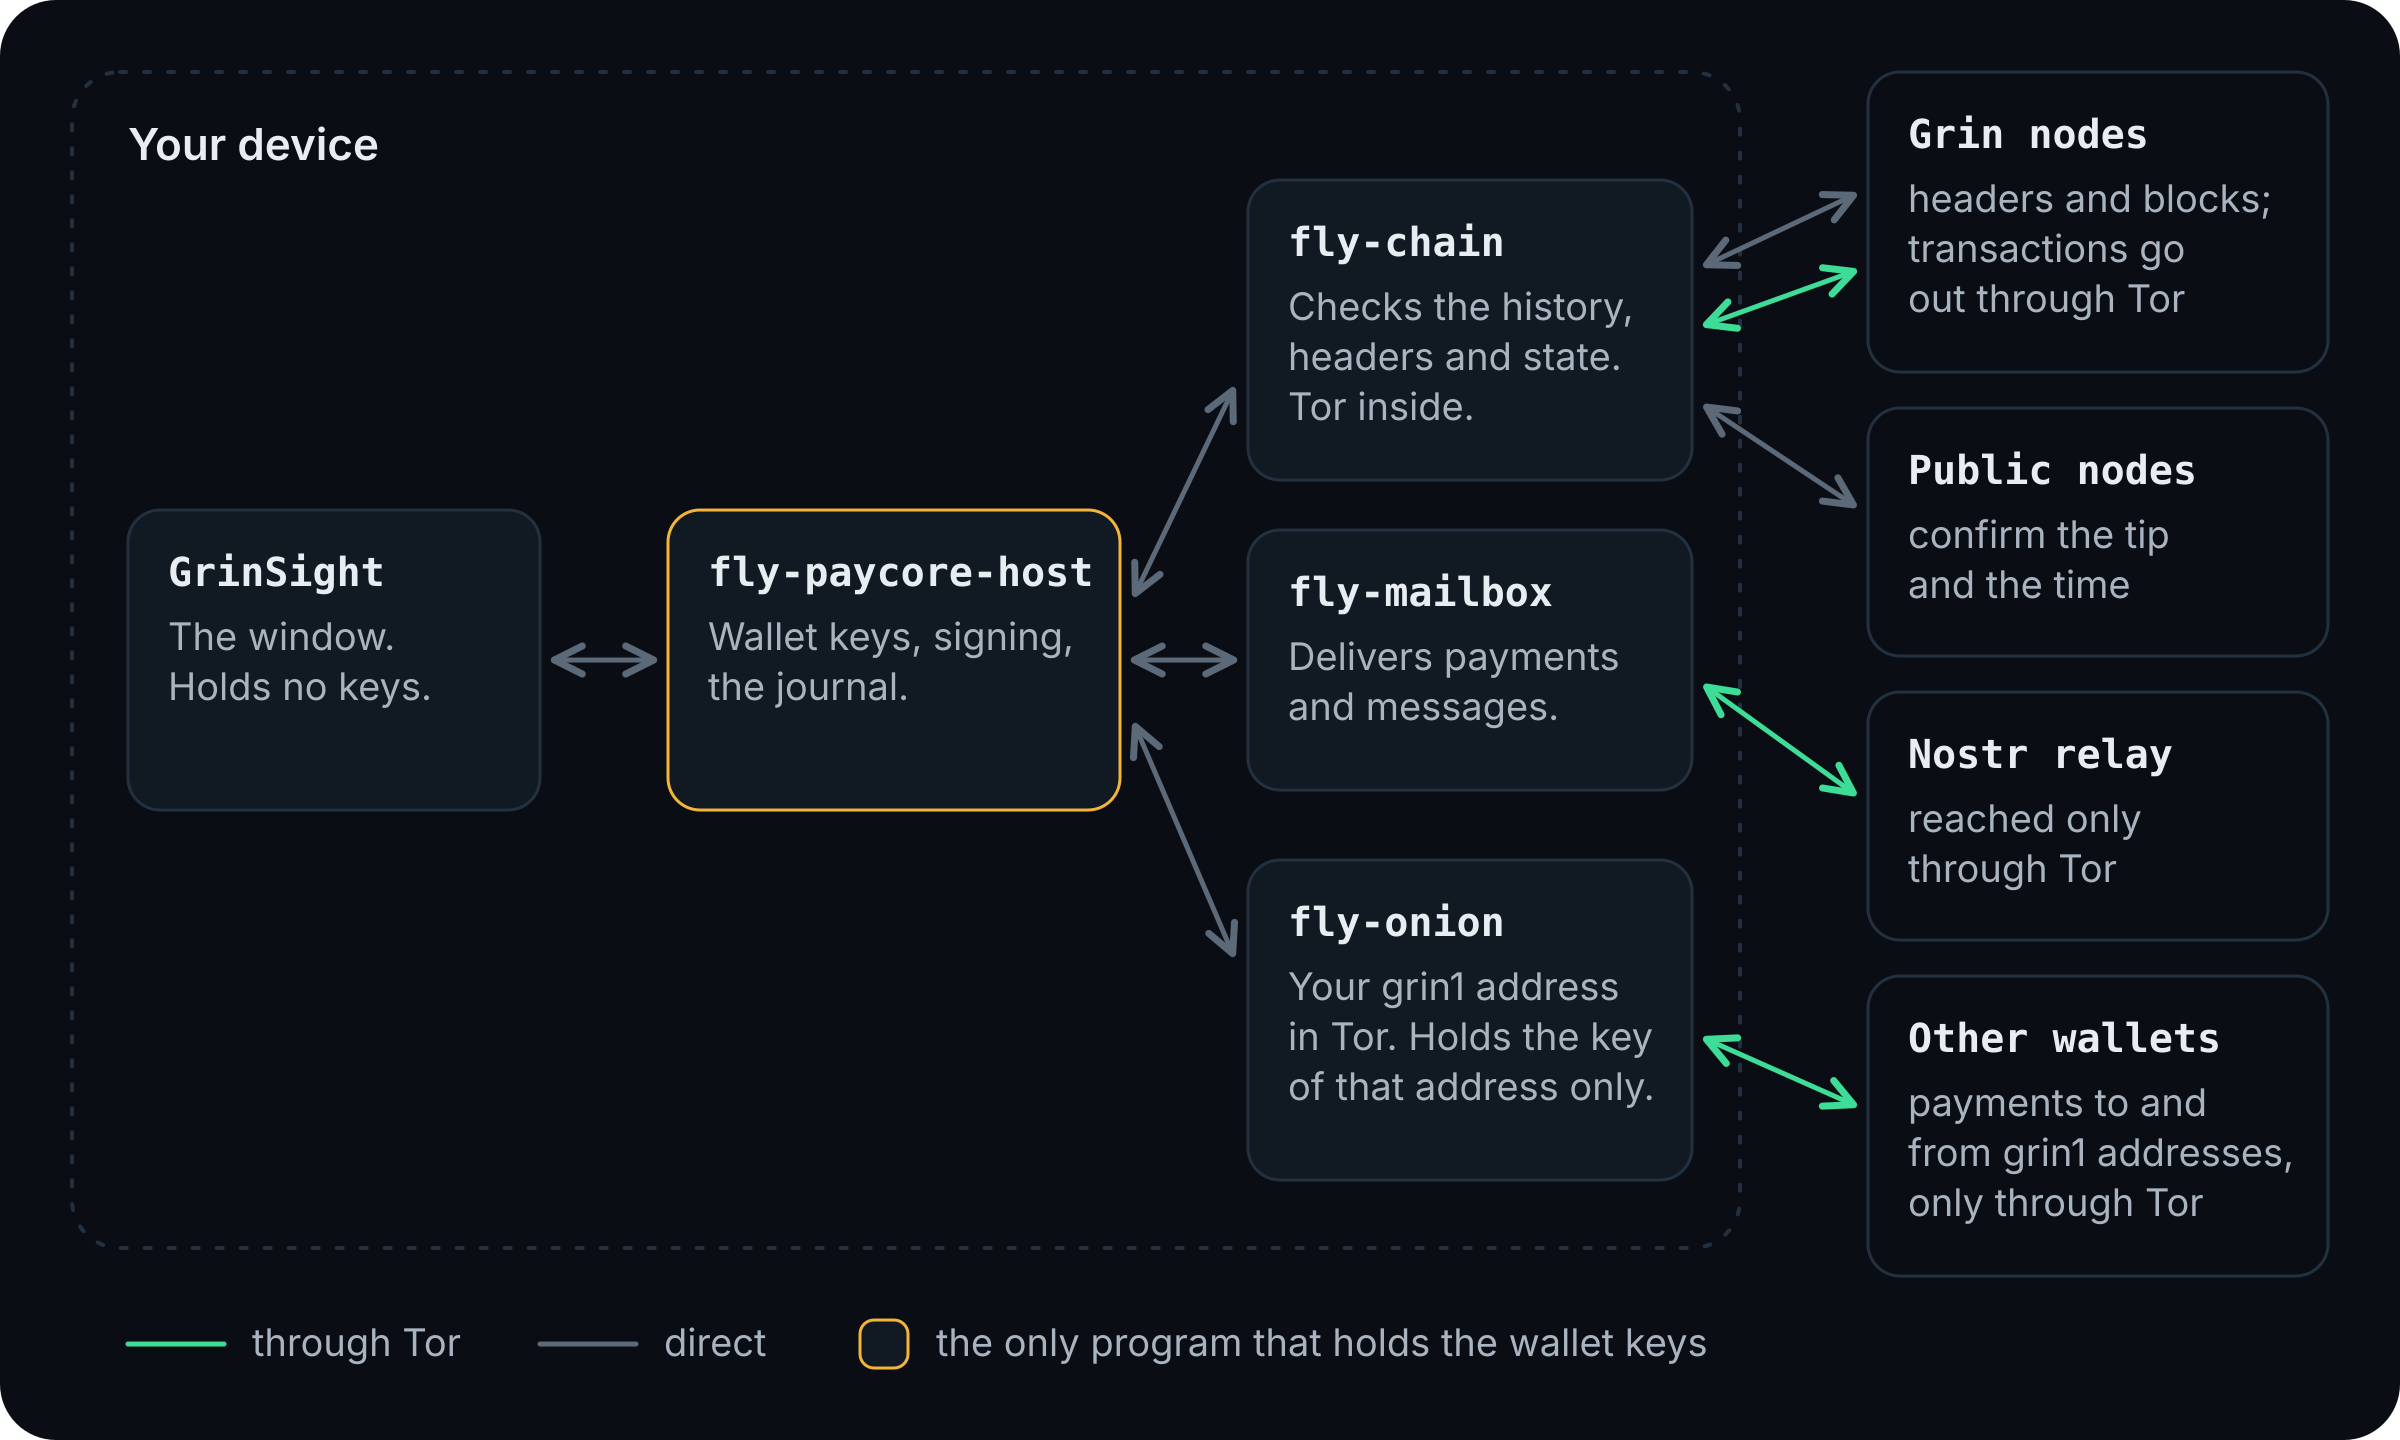 Your device
GrinSight
The window.
Holds no keys.
fly-paycore-host
Wallet keys, signing,
the journal.
fly-chain
Checks the history,
headers and state.
Tor inside.
fly-mailbox
Delivers payments
and messages.
fly-onion
Your grin1 address
in Tor. Holds the key
of that address only.
Grin nodes
headers and blocks;
transactions go
out through Tor
Public nodes
confirm the tip
and the time
Nostr relay
reached only
through Tor
Other wallets
payments to and
from grin1 addresses,
only through Tor
through Tor
direct
the only program that holds the wallet keys